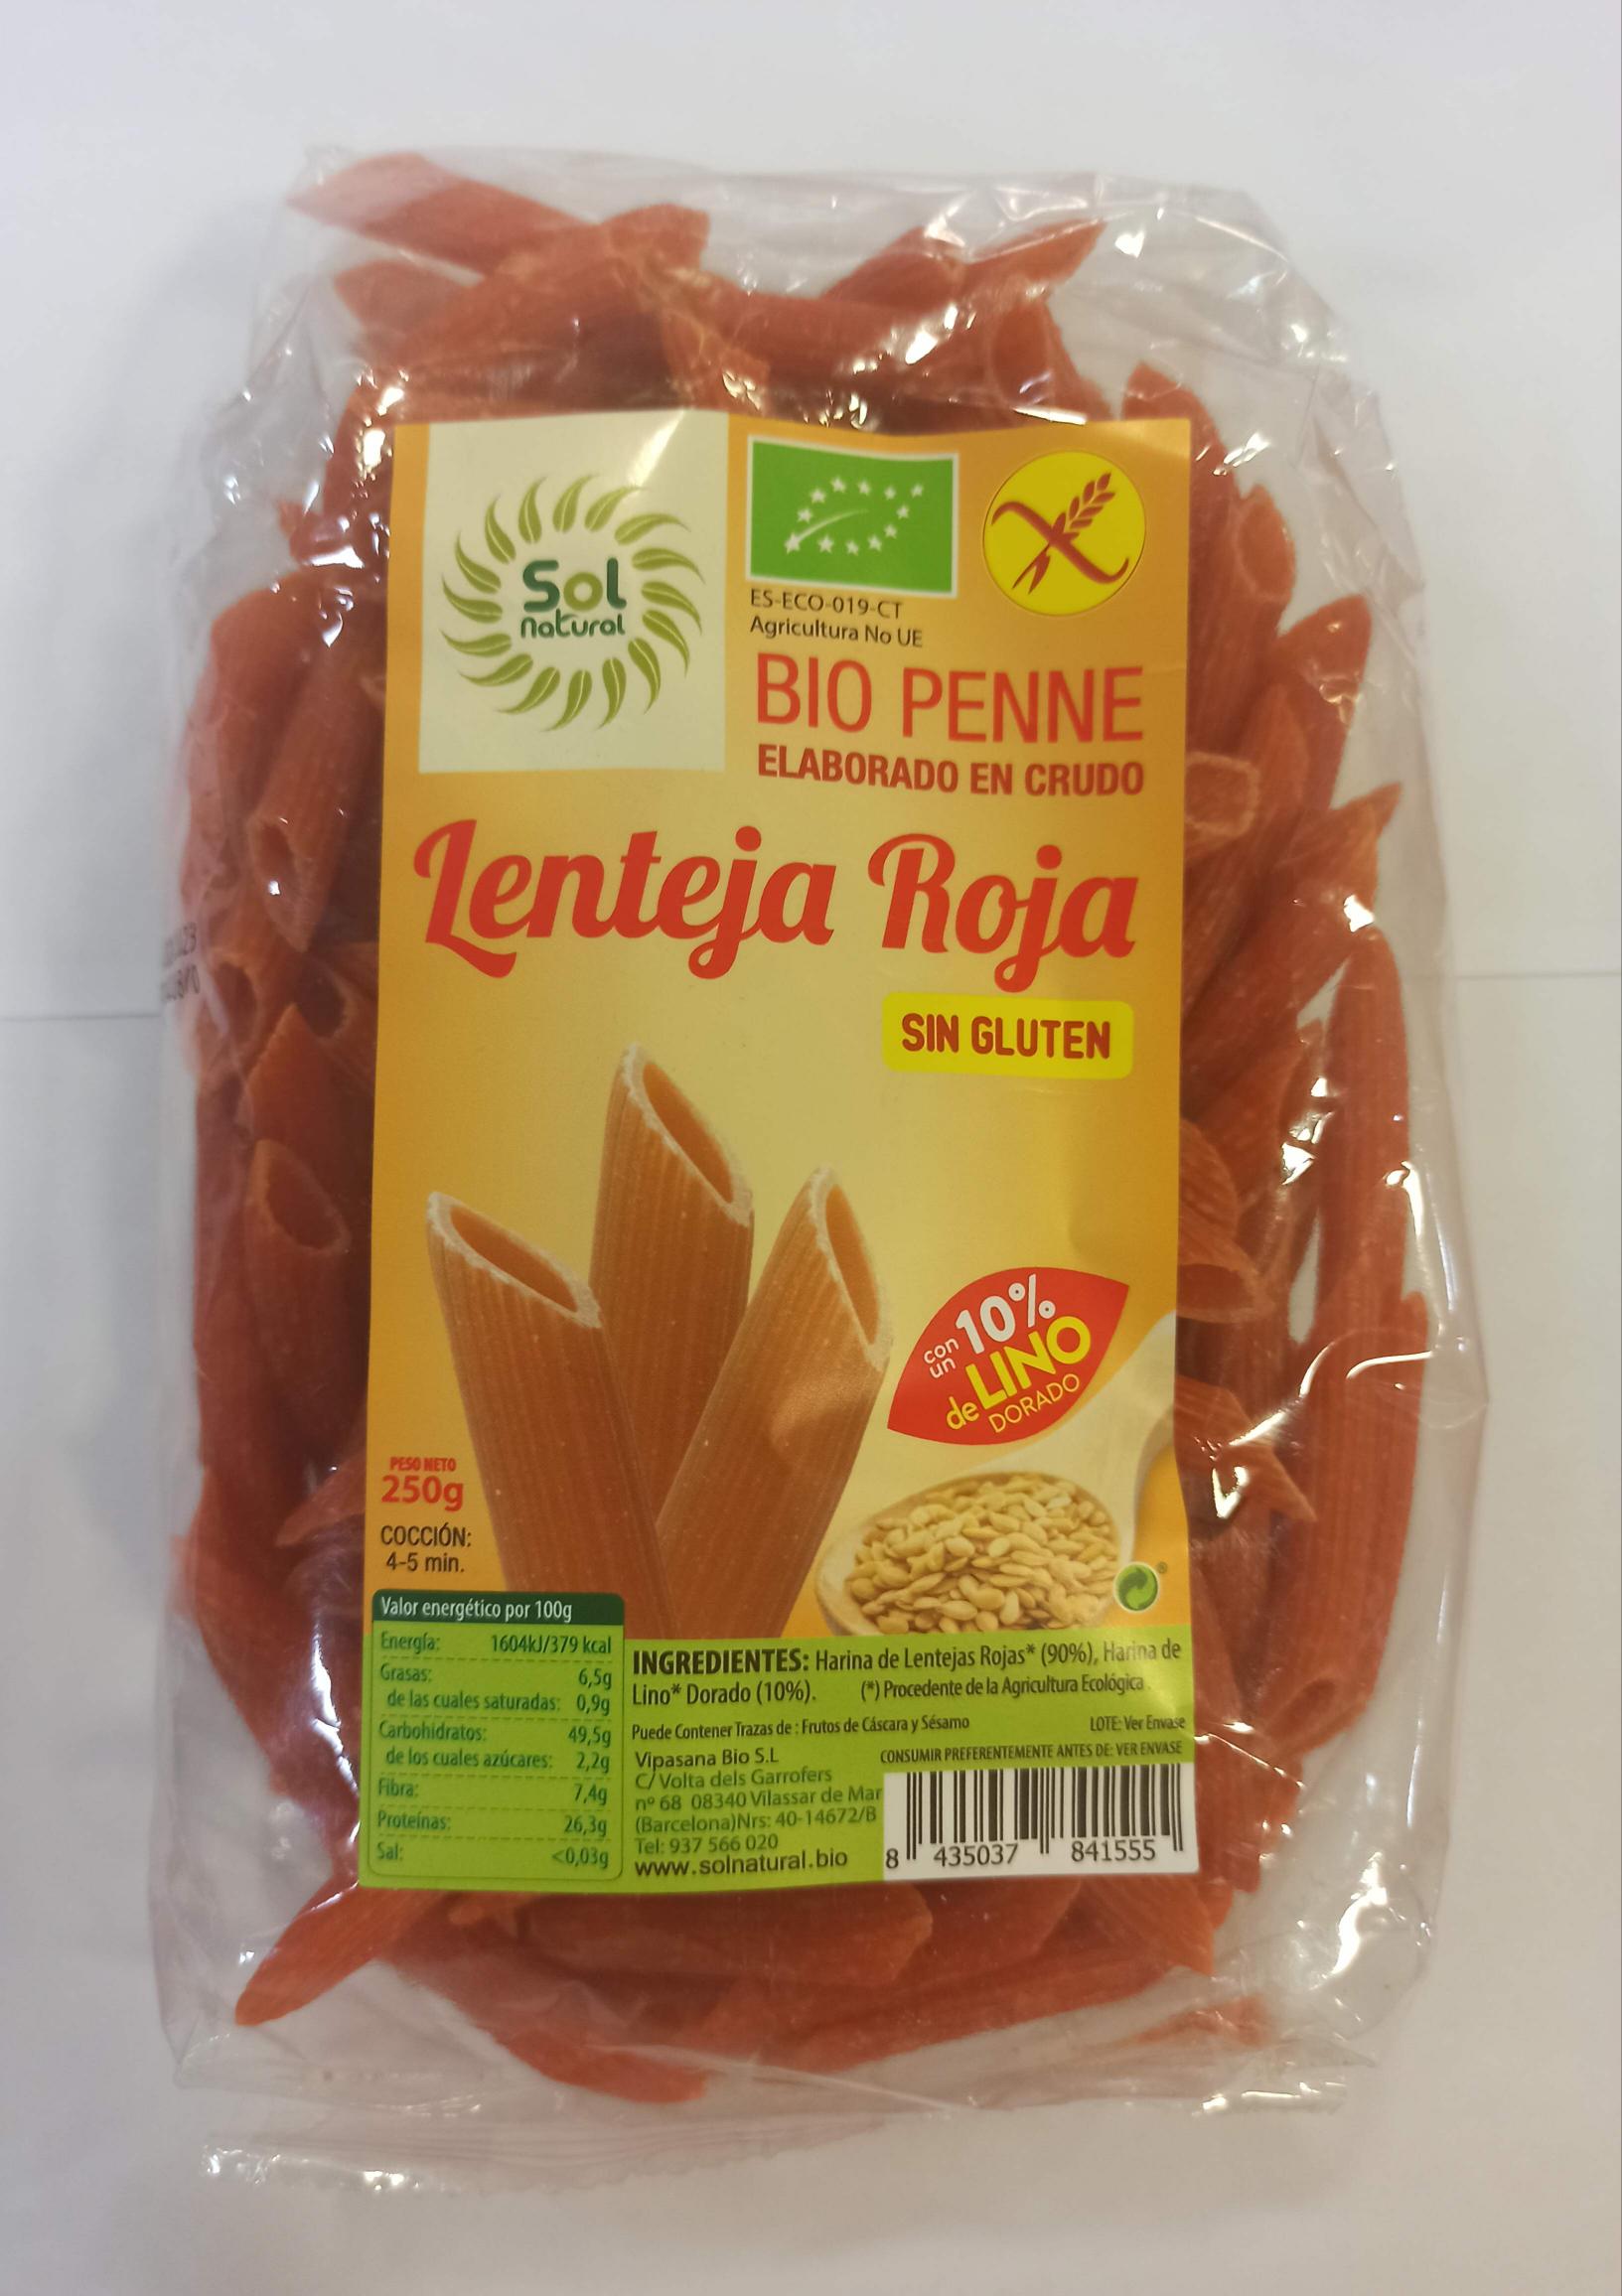 Sol
natural
ES-ECO-019-CT
Agricultura No UE
BIO PENNE
ELABORADO EN CRUDO
Lenteja Roja
SIN GLUTEN
con un 10%
de LINO
DORADO
PESO NETO
250g
COCCIÓN:
4-5 min.
Valor energético por 100g
Energía: 1604kJ/379 kcal
Grasas: 6,5g
de las cuales saturadas: 0,9g
Carbohidratos: 49,5g
de los cuales azúcares: 2,2g
Fibra: 7,4g
Proteínas: 26,3g
Sal: <0,03g
INGREDIENTES: Harina de Lentejas Rojas* (90%), Harina de
Lino* Dorado (10%). (*) Procedente de la Agricultura Ecológica.
Puede Contener Trazas de : Frutos de Cáscara y Sésamo
LOTE: Ver Envase
CONSUMIR PREFERENTEMENTE ANTES DE: VER ENVASE
Vipasana Bio S.L
C/ Volta dels Garrofers
nº 68 08340 Vilassar de Mar
(Barcelona)Nrs: 40-14672/B
Tel: 937 566 020
www.solnatural.bio
8 435037 841555